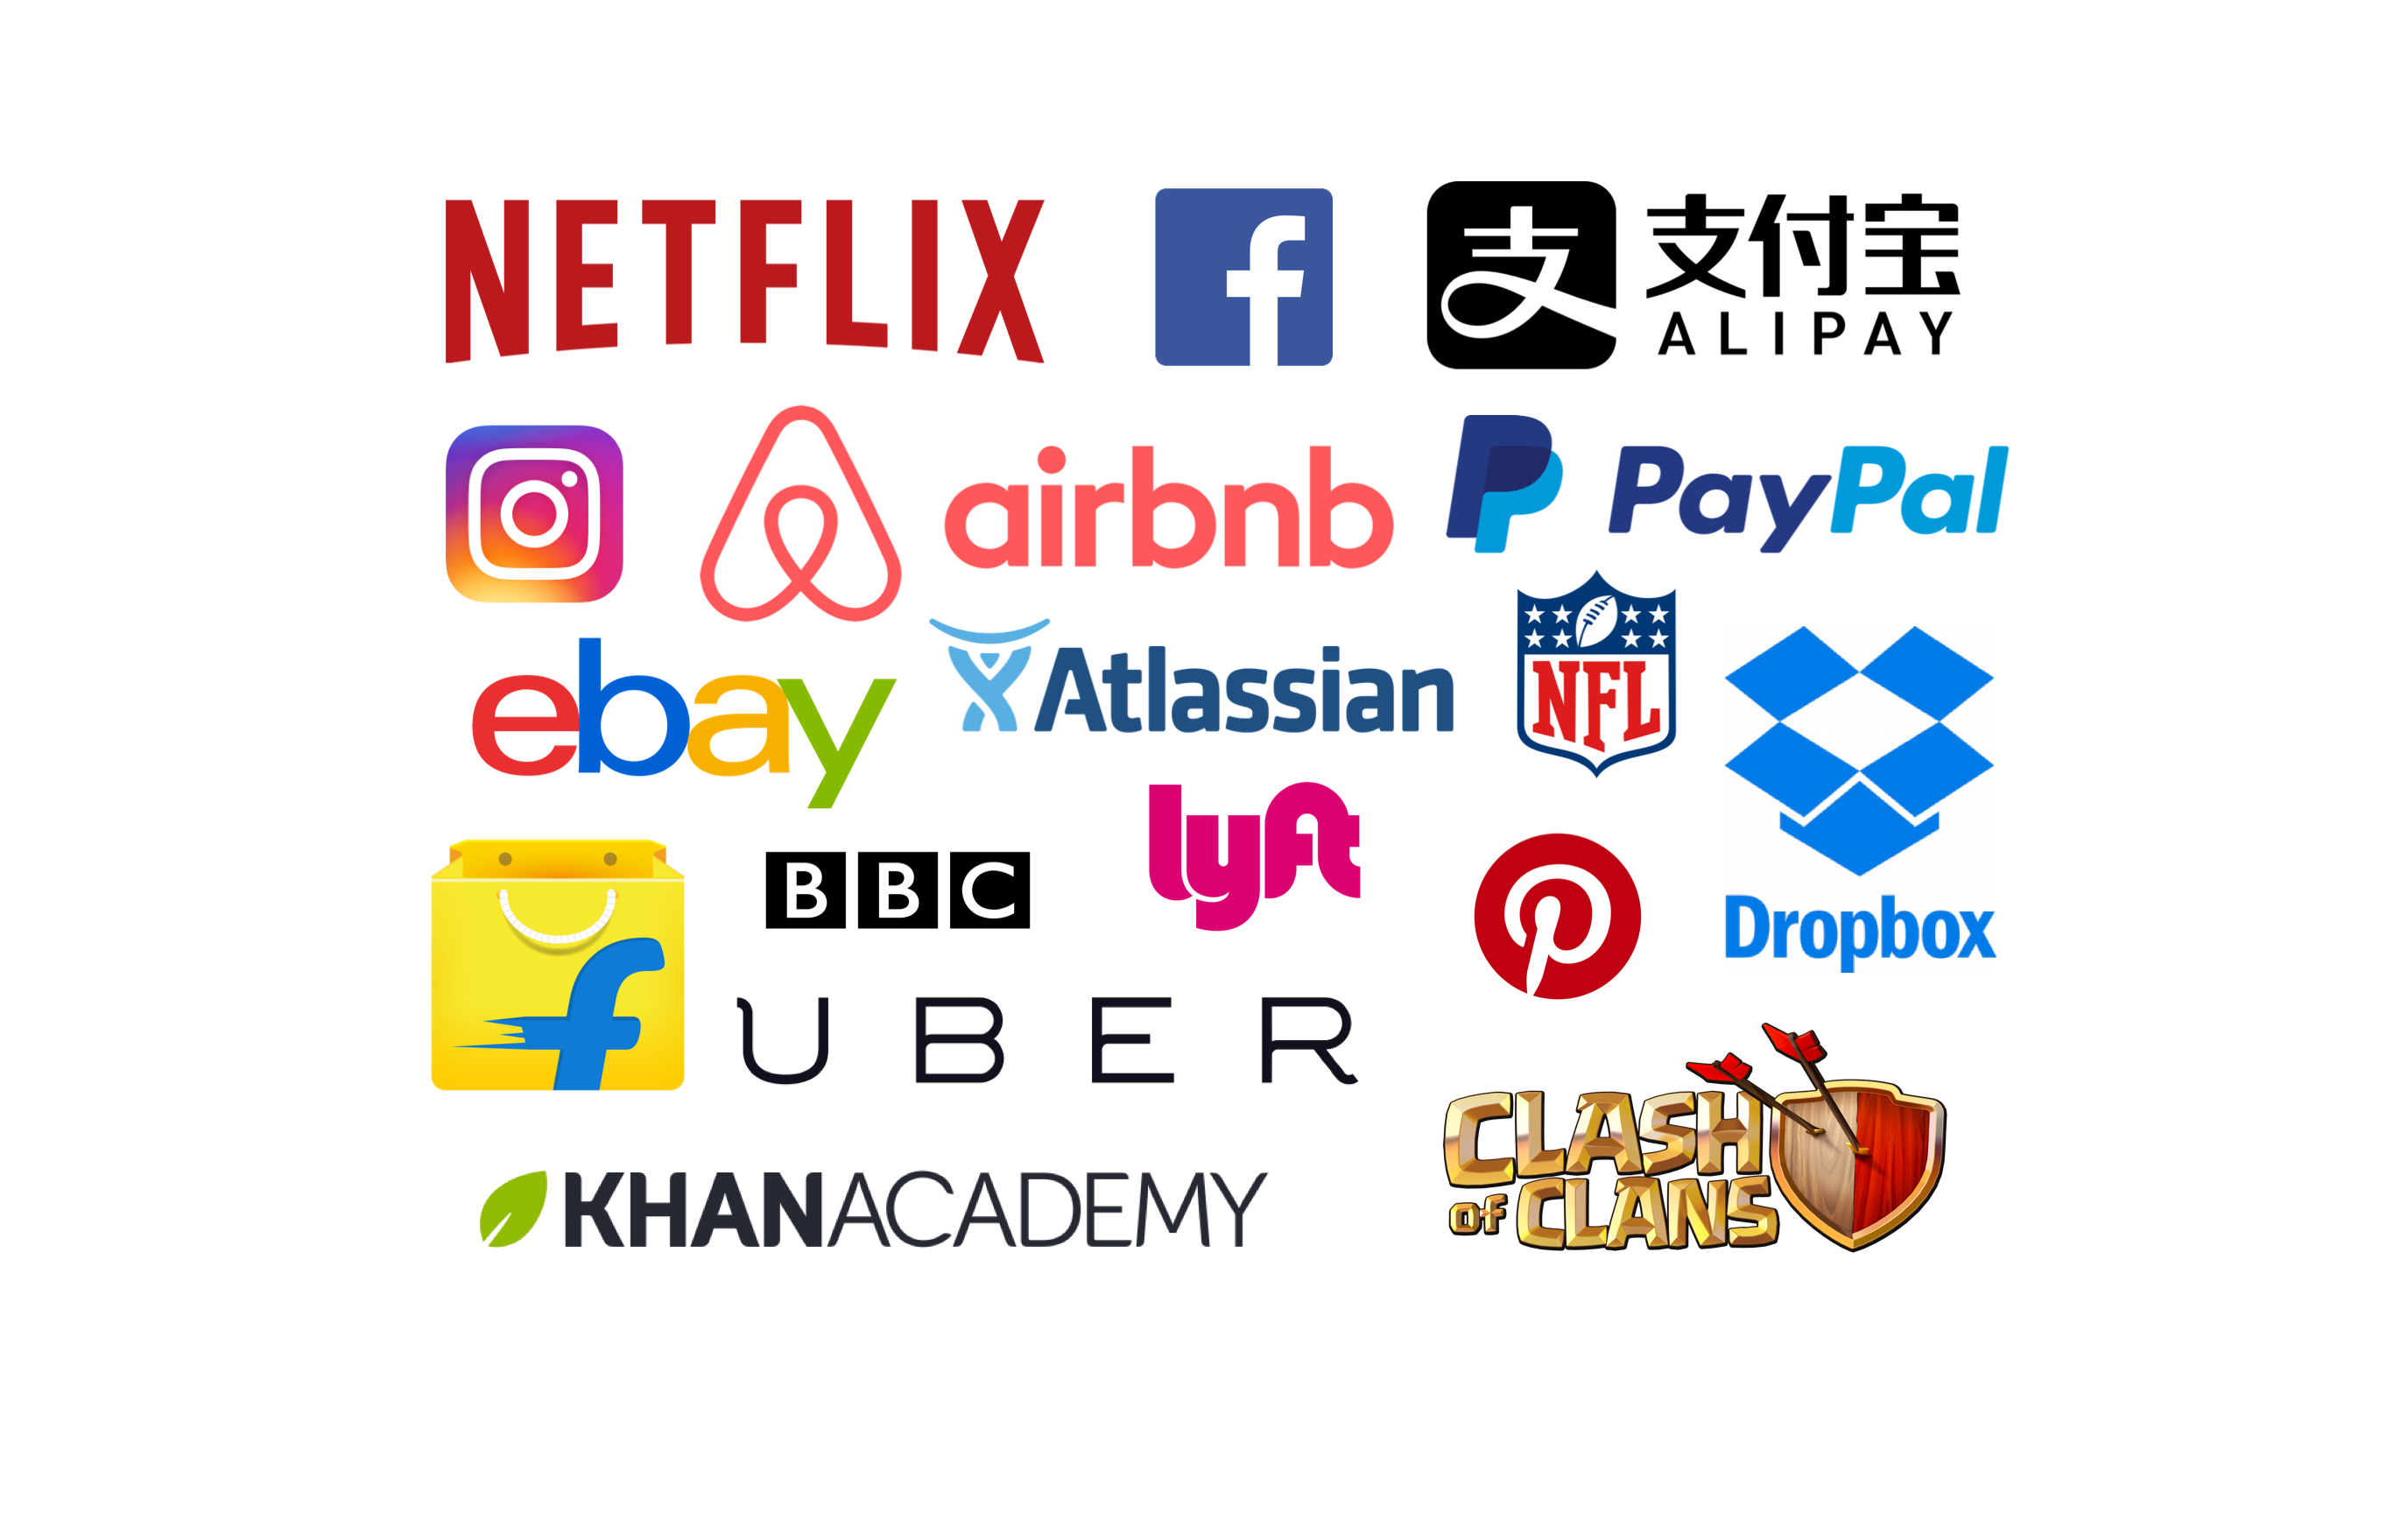 NETFLIX
f
支
支付宝
ALIPAY
airbnb
P PayPal
ebay
Atlassian
NFL
lyft
BBC
P
Dropbox
f
UBER
CLASH
of CLANS
KHANACADEMY